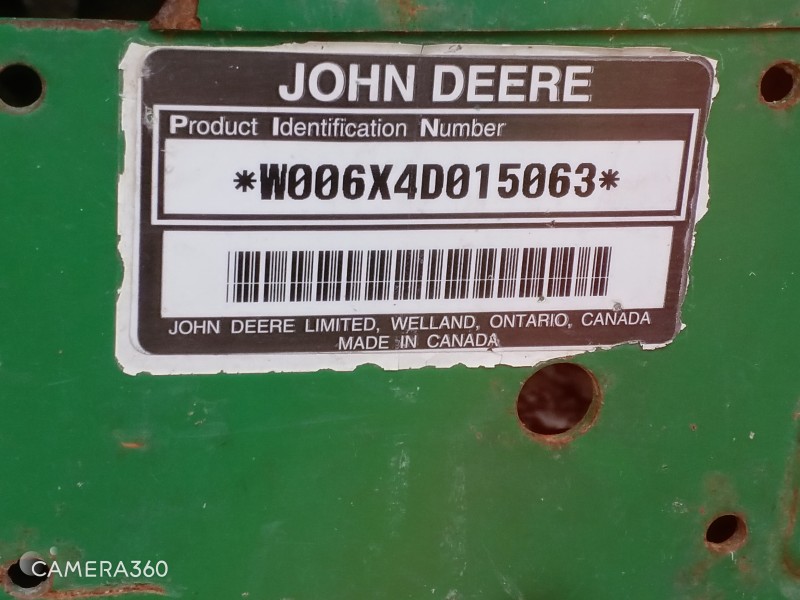 JOHN DEERE
Product Identification Number
*W006X4D015063*
JOHN DEERE LIMITED, WELLAND, ONTARIO, CANADA
MADE IN CANADA
CAMERA360